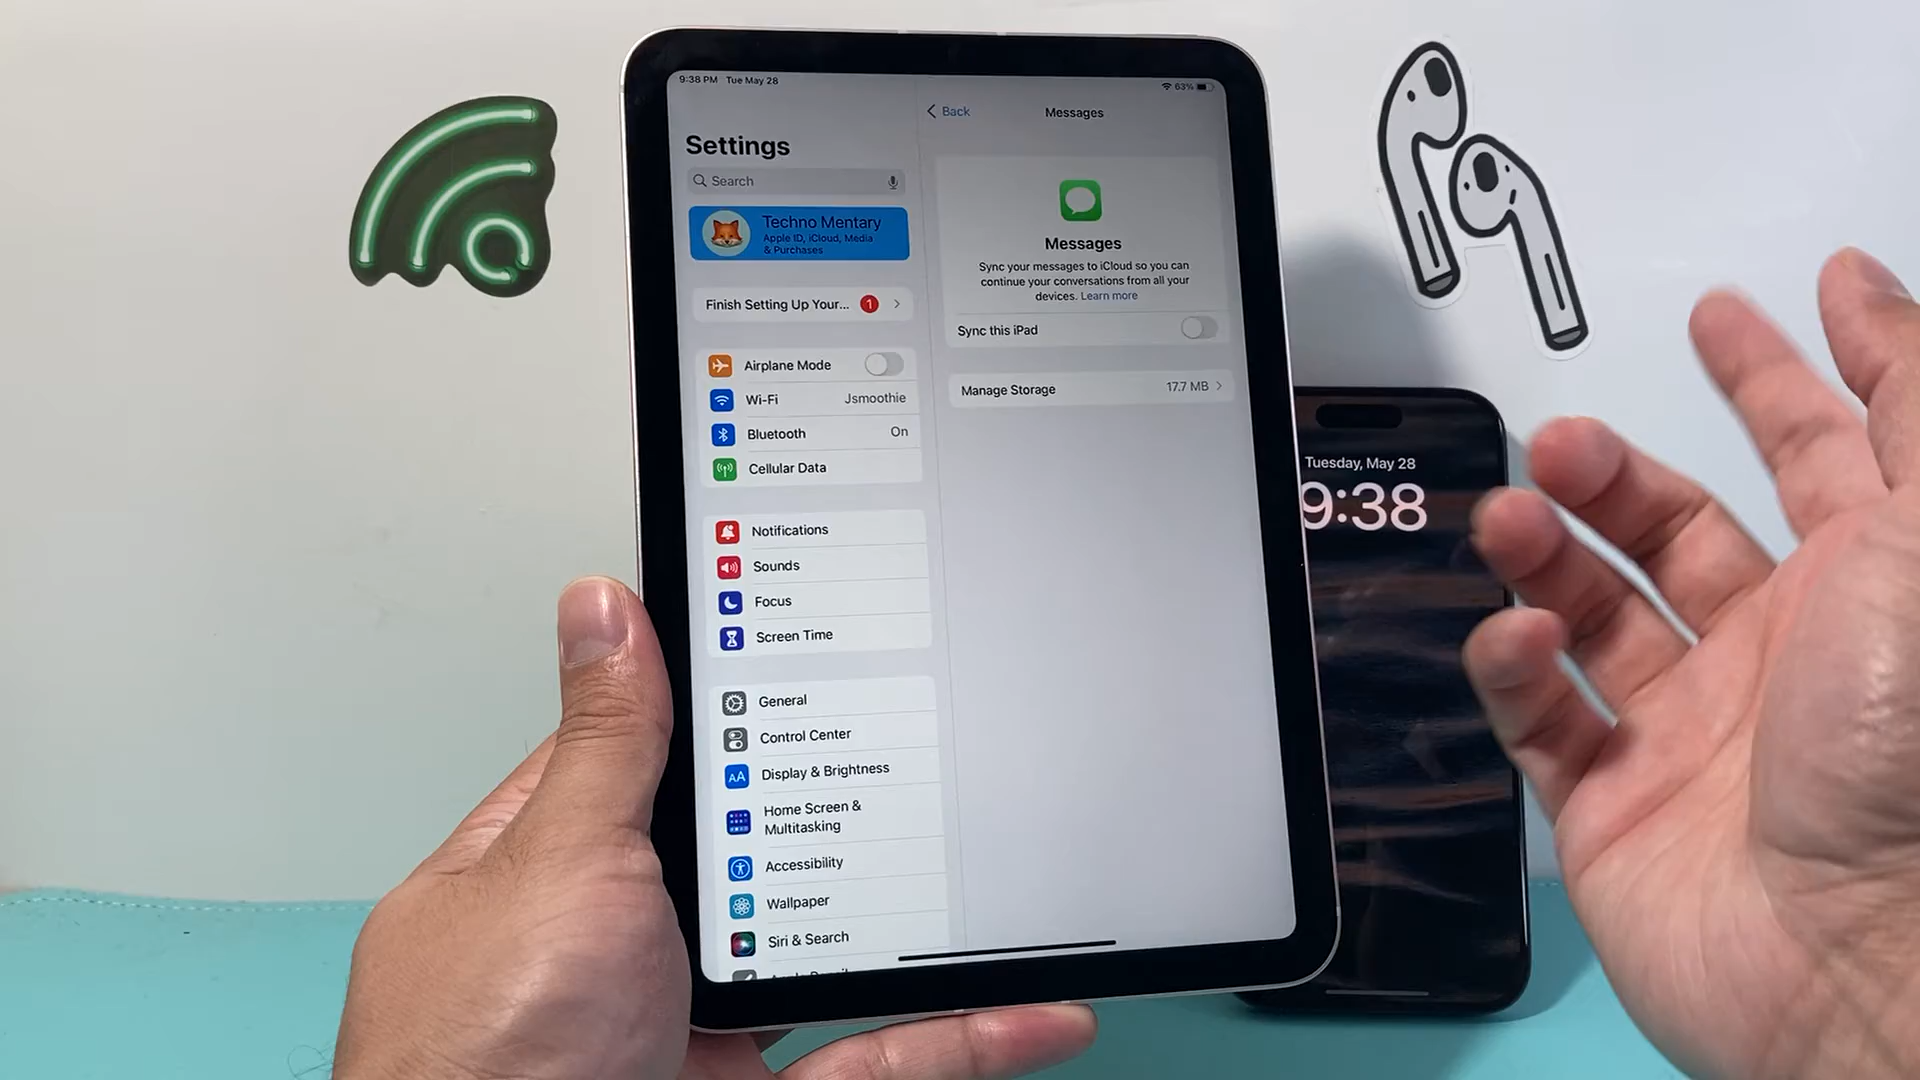 9:38 PM Tue May 28
63%
Settings
Search
Techno Mentary
Apple ID, iCloud, Media
& Purchases
Finish Setting Up Your... 1
Airplane Mode
Wi-Fi Jsmoothie
Bluetooth On
Cellular Data
Notifications
Sounds
Focus
Screen Time
General
Control Center
AA Display & Brightness
Home Screen &
Multitasking
Accessibility
Wallpaper
Siri & Search
Back
Messages
Messages
Sync your messages to iCloud so you can
continue your conversations from all your
devices. Learn more
Sync this iPad
Manage Storage 17.7 MB
Tuesday, May 28
9:38